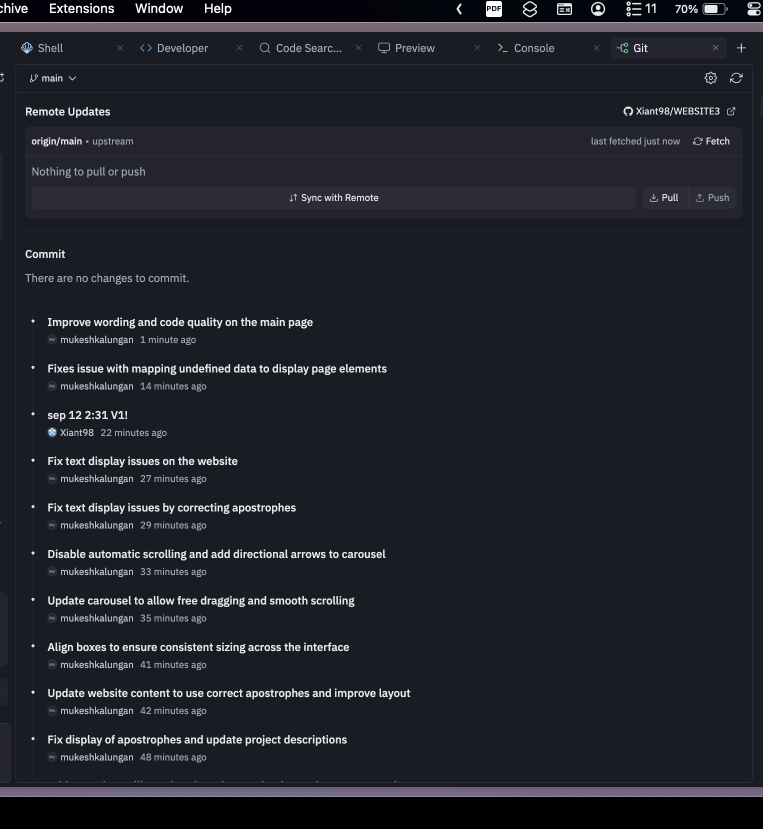 chive Extensions Window Help PDF 11 70%
Shell Developer Code Searc... Preview Console Git
main
Remote Updates Xiant98/WEBSITE3
origin/main • upstream last fetched just now Fetch
Nothing to pull or push
Sync with Remote Pull Push
Commit
There are no changes to commit.
Improve wording and code quality on the main page
mukeshkalungan 1 minute ago
Fixes issue with mapping undefined data to display page elements
mukeshkalungan 14 minutes ago
sep 12 2:31 V1!
Xiant98 22 minutes ago
Fix text display issues on the website
mukeshkalungan 27 minutes ago
Fix text display issues by correcting apostrophes
mukeshkalungan 29 minutes ago
Disable automatic scrolling and add directional arrows to carousel
mukeshkalungan 33 minutes ago
Update carousel to allow free dragging and smooth scrolling
mukeshkalungan 35 minutes ago
Align boxes to ensure consistent sizing across the interface
mukeshkalungan 41 minutes ago
Update website content to use correct apostrophes and improve layout
mukeshkalungan 42 minutes ago
Fix display of apostrophes and update project descriptions
mukeshkalungan 48 minutes ago